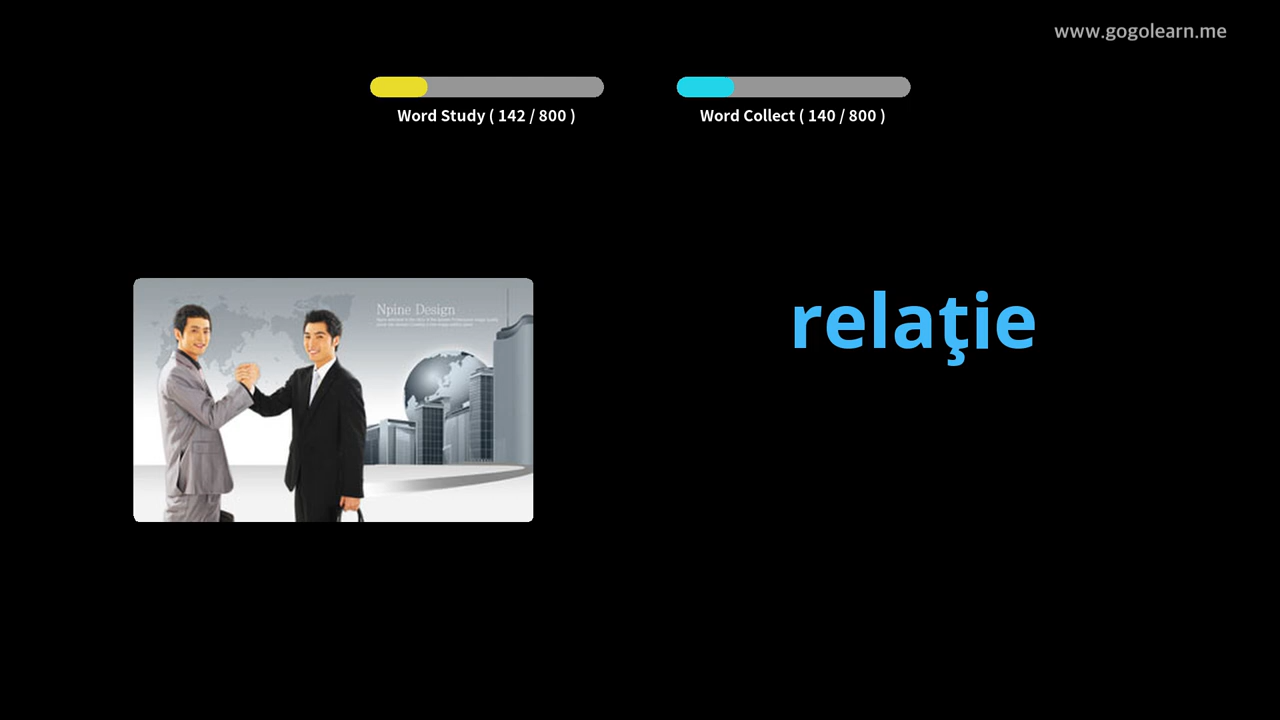 www.gogolearn.me
Word Study ( 142 / 800 )
Word Collect ( 140 / 800 )
Npine Design
relaţie